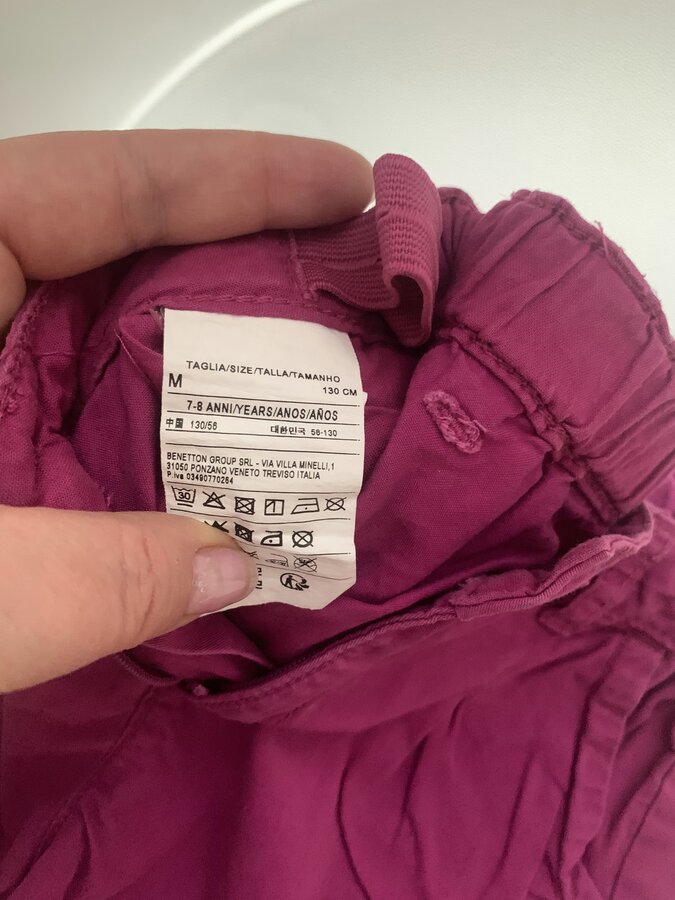 TAGLIA/SIZE/TALLA/TAMANHO
M 130 CM
7-8 ANNI/YEARS/ANOS/AÑOS
中国 130/56 대한민국 56-130
BENETTON GROUP SRL - VIA VILLA MINELLI,1
31050 PONZANO VENETO TREVISO ITALIA
P.iva 03490770264
30